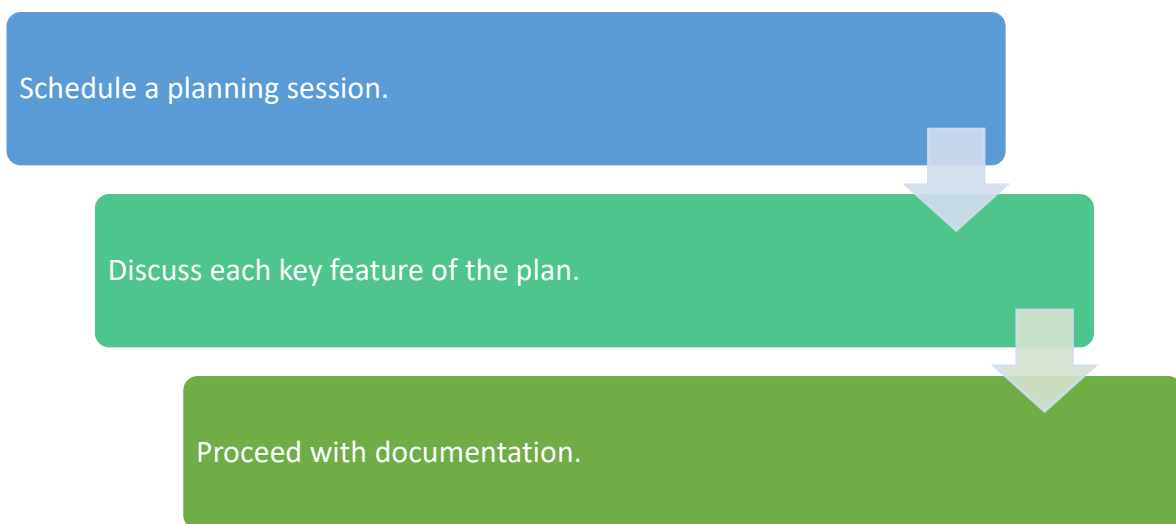 Schedule a planning session.
Discuss each key feature of the plan.
Proceed with documentation.